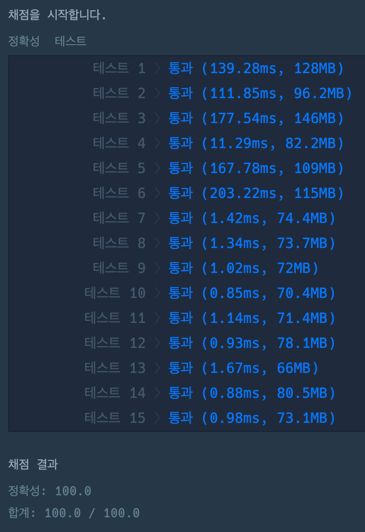 채점을 시작합니다.
정확성 테스트
테스트 1 > 통과 (139.28ms, 128MB)
테스트 2 > 통과 (111.85ms, 96.2MB)
테스트 3 > 통과 (177.54ms, 146MB)
테스트 4 > 통과 (11.29ms, 82.2MB)
테스트 5 > 통과 (167.78ms, 109MB)
테스트 6 > 통과 (203.22ms, 115MB)
테스트 7 > 통과 (1.42ms, 74.4MB)
테스트 8 > 통과 (1.34ms, 73.7MB)
테스트 9 > 통과 (1.02ms, 72MB)
테스트 10 > 통과 (0.85ms, 70.4MB)
테스트 11 > 통과 (1.14ms, 71.4MB)
테스트 12 > 통과 (0.93ms, 78.1MB)
테스트 13 > 통과 (1.67ms, 66MB)
테스트 14 > 통과 (0.88ms, 80.5MB)
테스트 15 > 통과 (0.98ms, 73.1MB)
채점 결과
정확성: 100.0
합계: 100.0 / 100.0